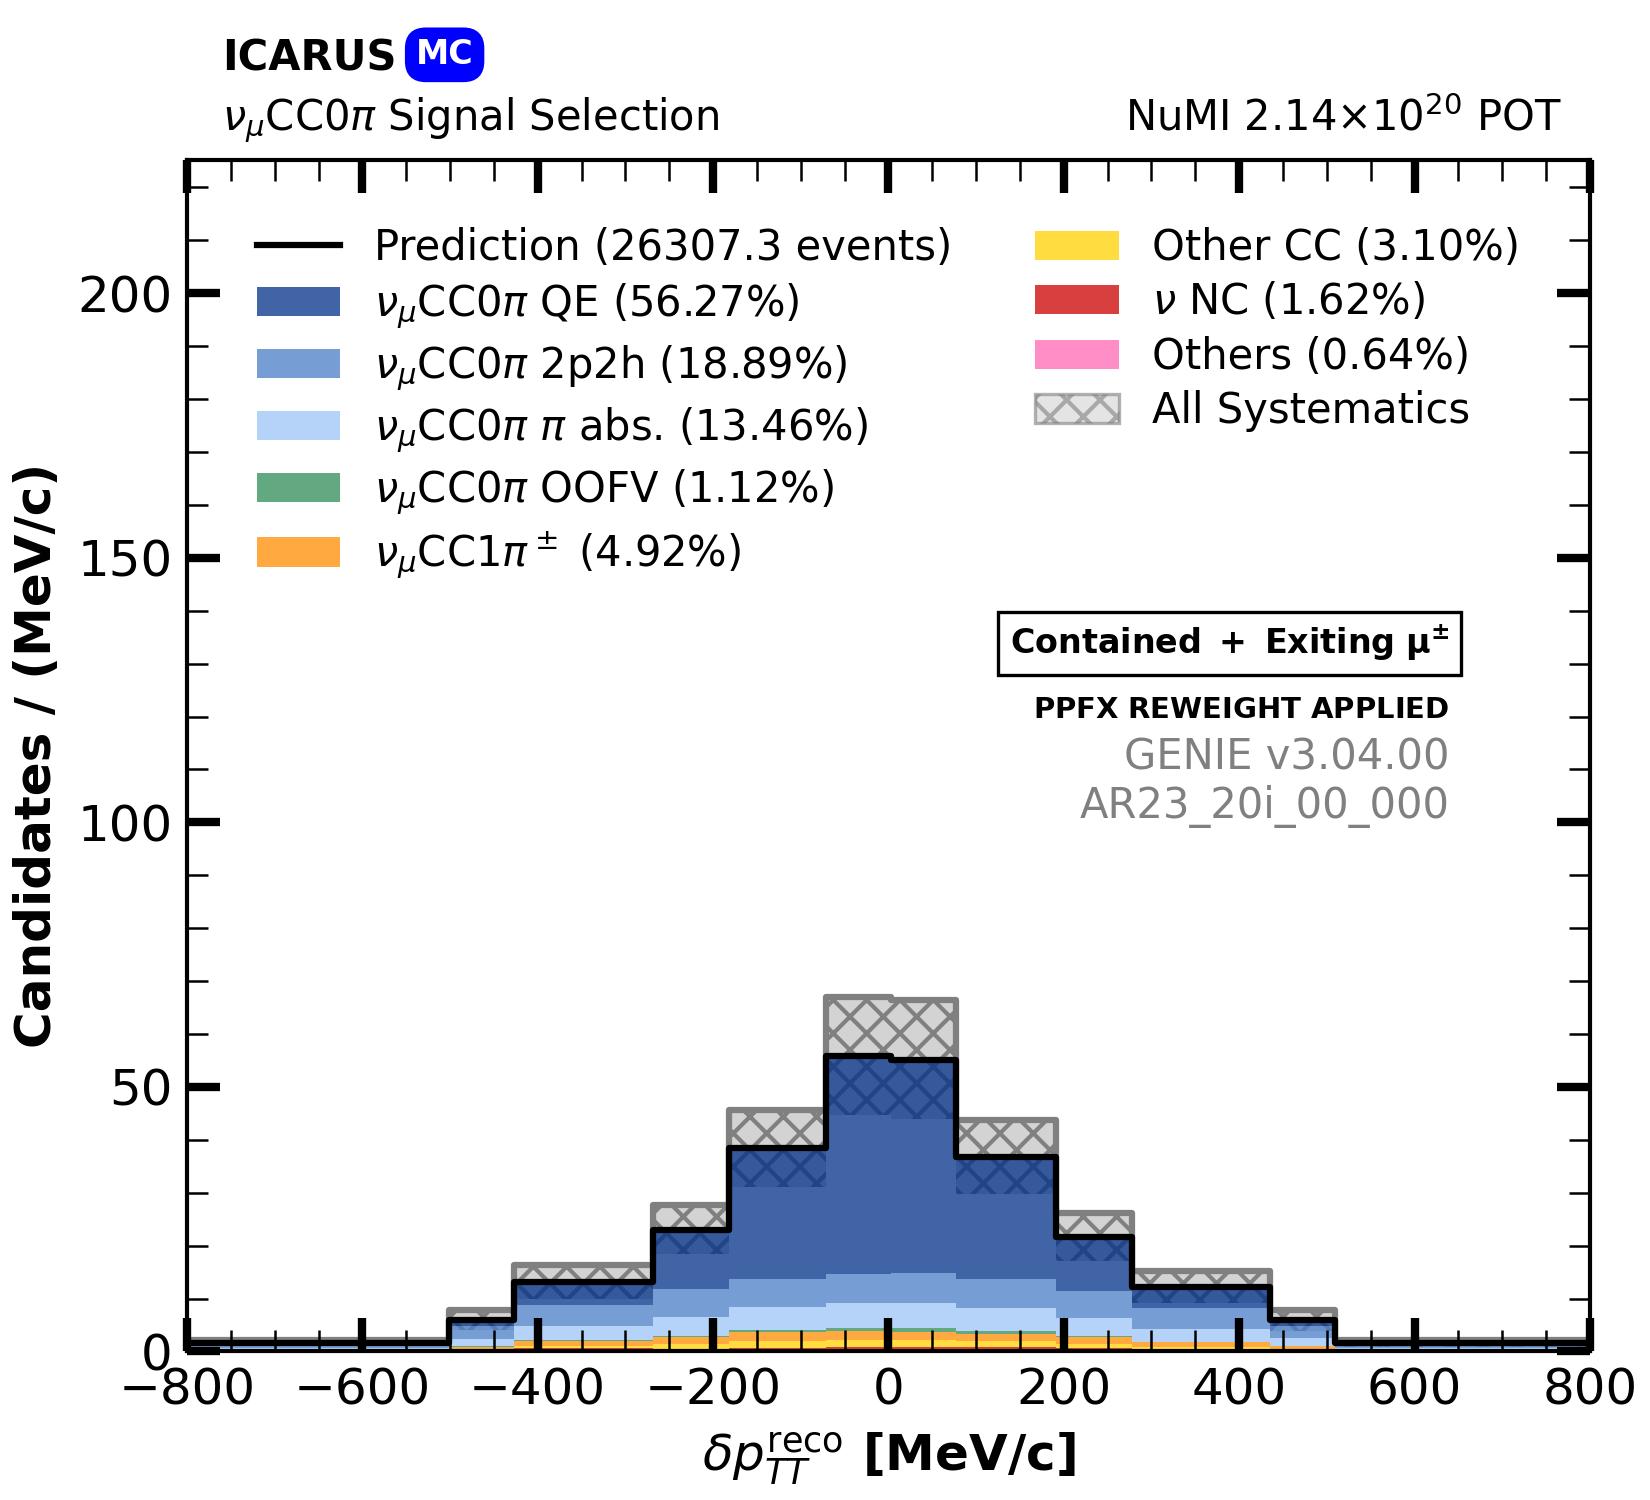 ICARUS MC
νμCC0π Signal Selection
NuMI 2.14×10²⁰ POT
Prediction (26307.3 events)
νμCC0π QE (56.27%)
νμCC0π 2p2h (18.89%)
νμCC0π π abs. (13.46%)
νμCC0π OOFV (1.12%)
νμCC1π± (4.92%)
Other CC (3.10%)
ν NC (1.62%)
Others (0.64%)
All Systematics
Contained + Exiting μ±
PPFX REWEIGHT APPLIED
GENIE v3.04.00
AR23_20i_00_000
Candidates / (MeV/c)
200
150
100
50
0
−800 −600 −400 −200 0 200 400 600 800
δp_TT^reco [MeV/c]